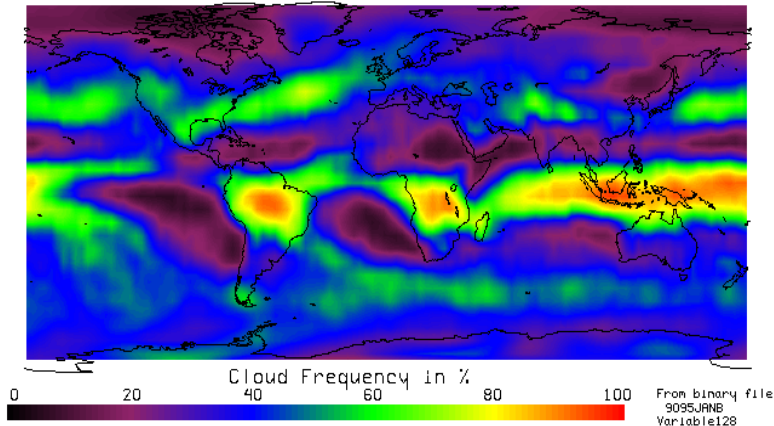 Cloud Frequency in %
0 20 40 60 80 100
From binary file
9095JANB
Variable128